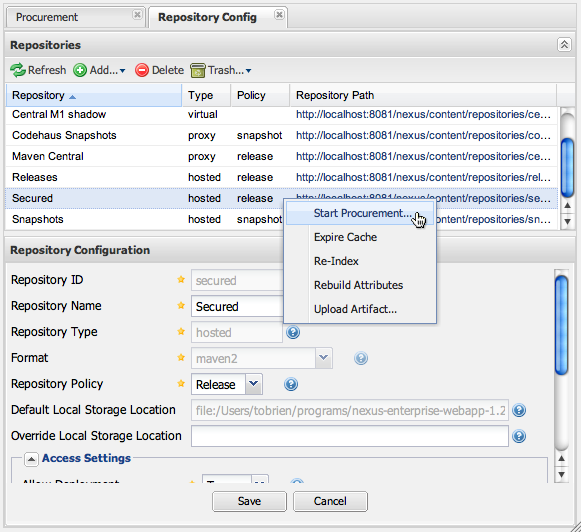 Procurement Repository Config
Repositories
Refresh Add... Delete Trash...
Repository Type Policy Repository Path
Central M1 shadow virtual http://localhost:8081/nexus/content/repositories/ce...
Codehaus Snapshots proxy snapshot http://localhost:8081/nexus/content/repositories/co...
Maven Central proxy release http://localhost:8081/nexus/content/repositories/ce...
Releases hosted release http://localhost:8081/nexus/content/repositories/rel...
Secured hosted release http://localhost:8081/nexus/content/repositories/se...
Snapshots hosted snapshot content/repositories/sn...
Start Procurement...
Expire Cache
Re-Index
Rebuild Attributes
Upload Artifact...
Repository Configuration
Repository ID secured
Repository Name Secured
Repository Type hosted
Format maven2
Repository Policy Release
Default Local Storage Location file:/Users/tobrien/programs/nexus-enterprise-webapp-1.2
Override Local Storage Location
Access Settings
Allow Deployment
Save Cancel